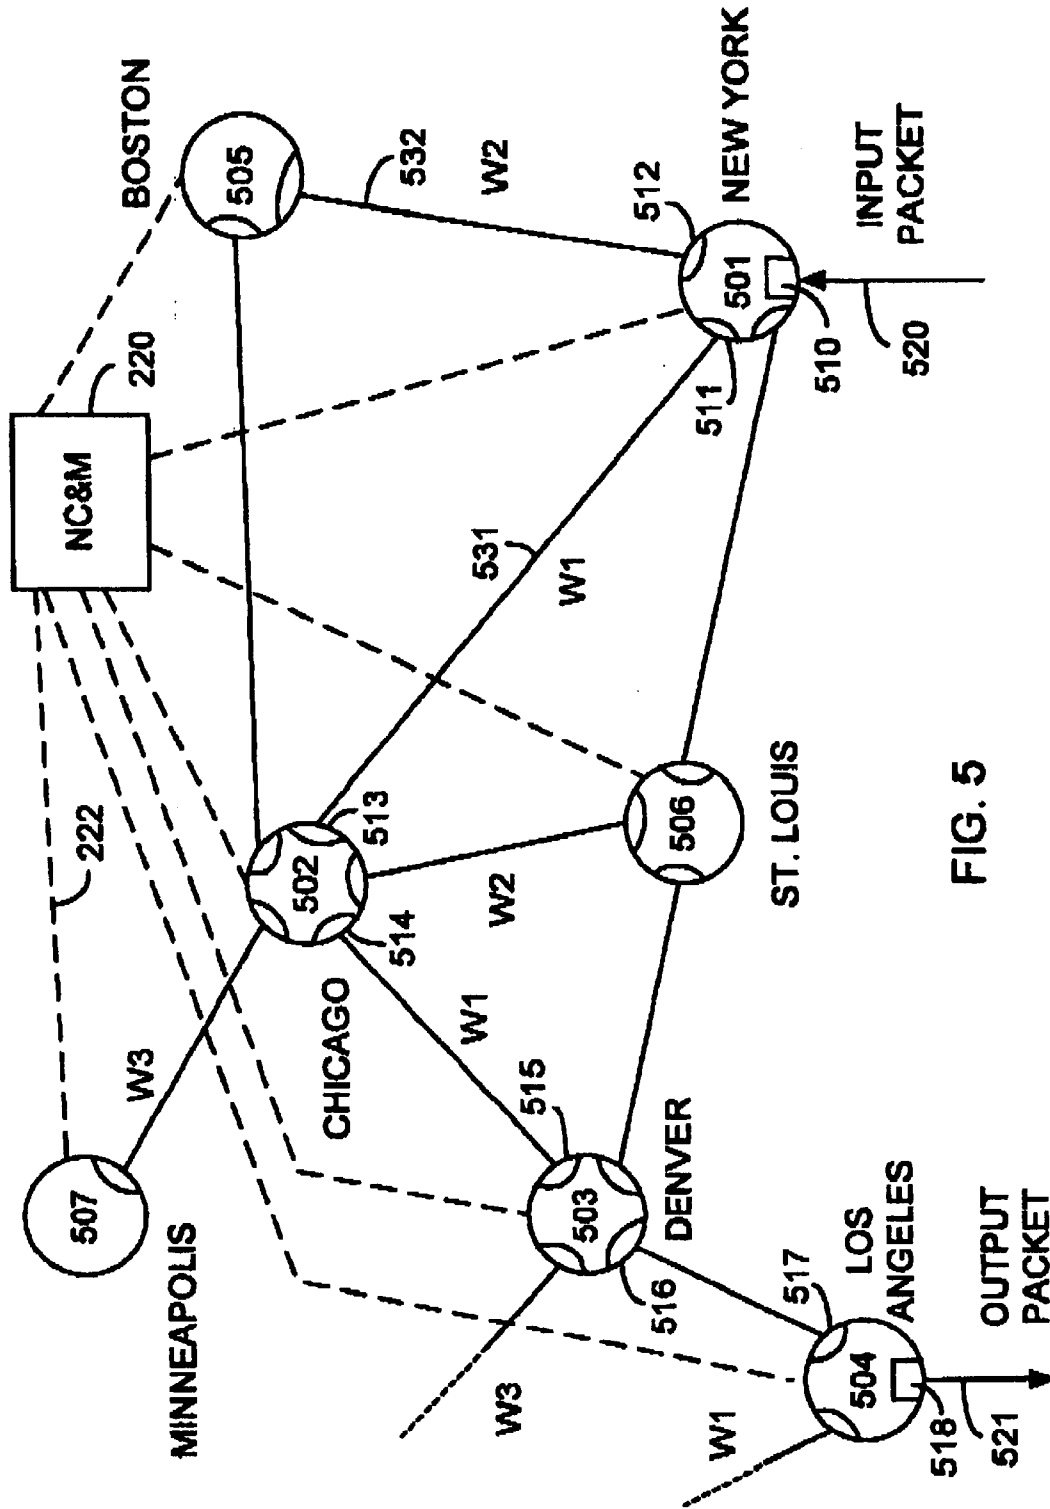 507
NC&M
222
W3
220
BOSTON
MINNEAPOLIS
505
502
CHICAGO
513
514
532
W1
531
W2
W2
W3
515
W1
503
516
512
DENVER
506
511
W1
501
NEW YORK
ST. LOUIS
517
510
504
LOS
ANGELES
INPUT
PACKET
520
518
FIG. 5
521
OUTPUT
PACKET